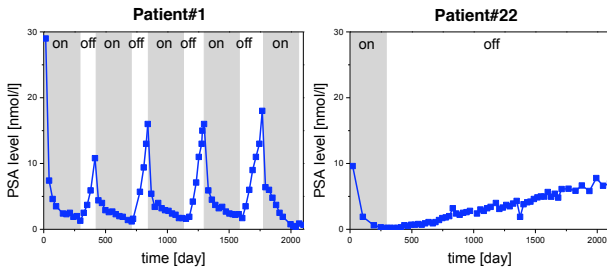 Patient#1
on off on off on off on off on
PSA level [nmol/l]
30
20
10
0
0 500 1000 1500 2000
time [day]
Patient#22
on off
PSA level [nmol/l]
30
20
10
0
0 500 1000 1500 2000
time [day]